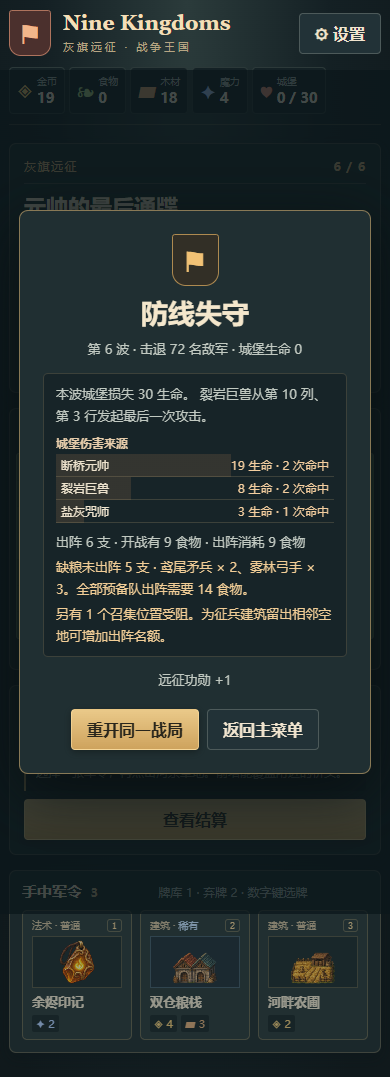 Nine Kingdoms
灰旗远征 · 战争王国
设置
金币 19
食物 0
木材 18
魔力 4
城堡 0 / 30
灰旗远征 6 / 6
元帅的最后通牒
防线失守
第 6 波 · 击退 72 名敌军 · 城堡生命 0
本波城堡损失 30 生命。 裂岩巨兽从第 10 列、
第 3 行发起最后一次攻击。
城堡伤害来源
断桥元帅 19 生命 · 2 次命中
裂岩巨兽 8 生命 · 2 次命中
盐灰咒师 3 生命 · 1 次命中
出阵 6 支 · 开战有 9 食物 · 出阵消耗 9 食物
缺粮未出阵 5 支 · 鸢尾矛兵 × 2、雾林弓手 ×
3。全部预备队出阵需要 14 食物。
另有 1 个召集位置受阻。为征兵建筑留出相邻空
地可增加出阵名额。
远征功勋 +1
重开同一战局
返回主菜单
查看结算
手中军令 3 牌库 1 · 弃牌 2 · 数字键选牌
法术 · 普通 1
余烬印记
2
建筑 · 稀有 2
双仓粮栈
4 3
建筑 · 普通 3
河畔农圃
2